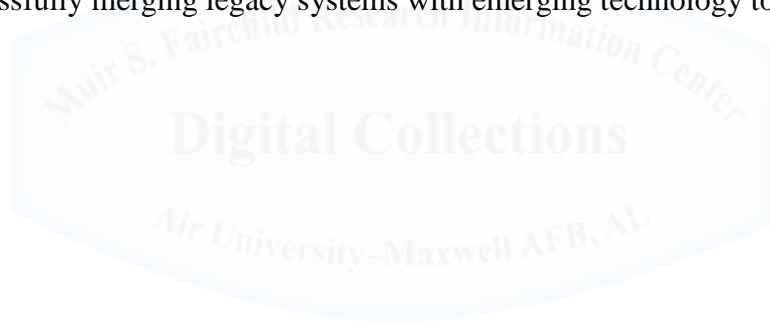 ssfully merging legacy systems with emerging technology to
Muir S. Fairchild Research Information Center
Digital Collections
Air University–Maxwell AFB, AL